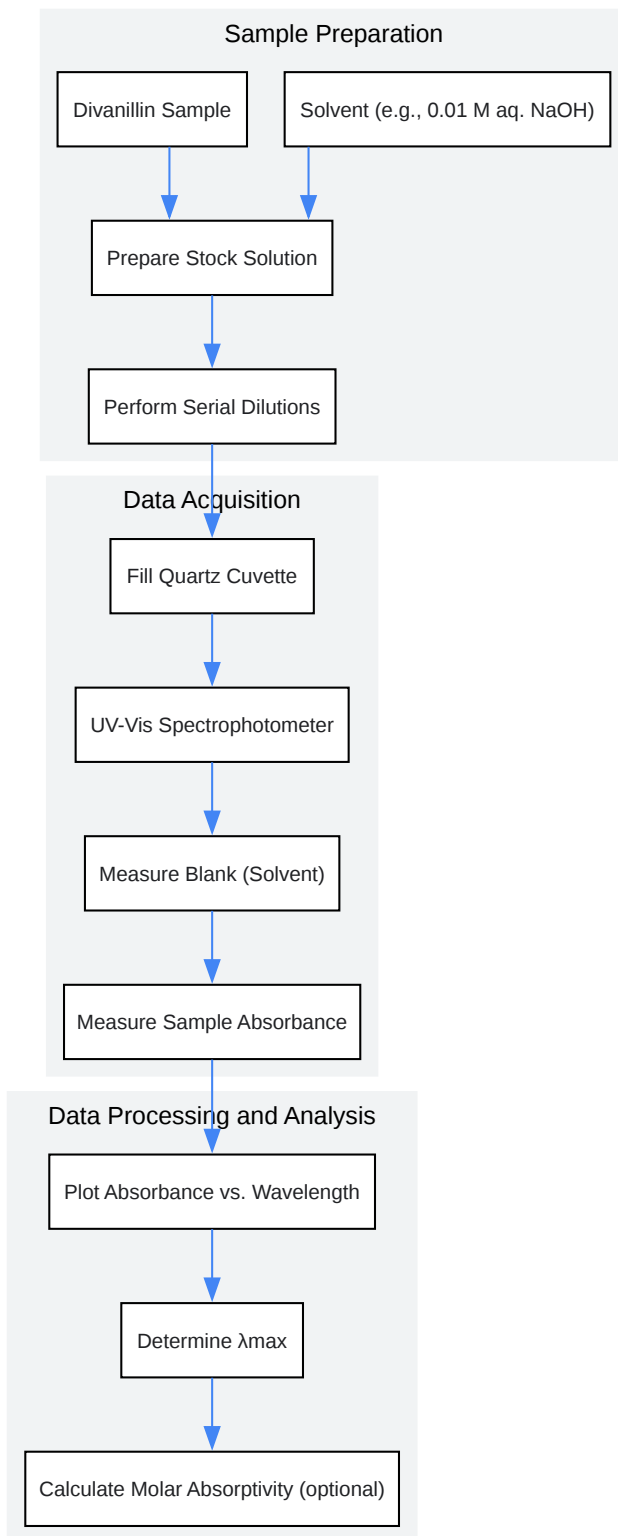 Sample Preparation
Divanillin Sample
Solvent (e.g., 0.01 M aq. NaOH)
Prepare Stock Solution
Perform Serial Dilutions
Data Acquisition
Fill Quartz Cuvette
UV-Vis Spectrophotometer
Measure Blank (Solvent)
Measure Sample Absorbance
Data Processing and Analysis
Plot Absorbance vs. Wavelength
Determine λmax
Calculate Molar Absorptivity (optional)